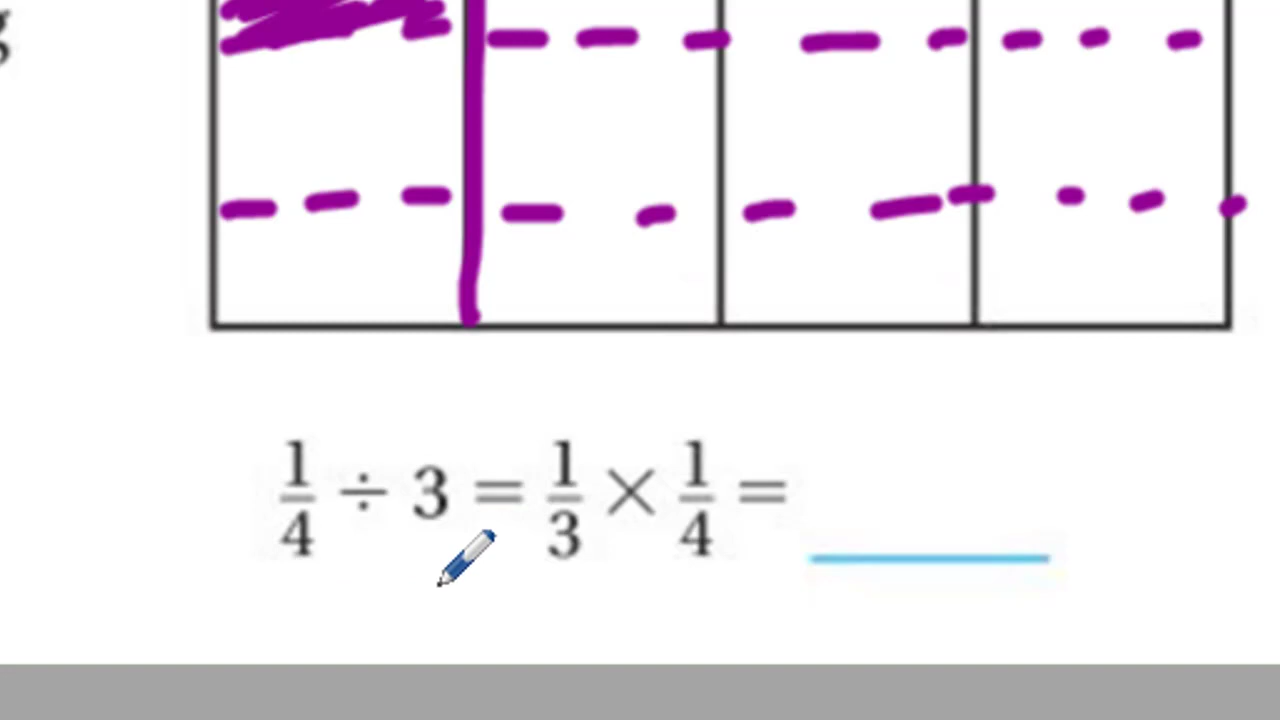 g
1/4 ÷ 3 = 1/3 × 1/4 =